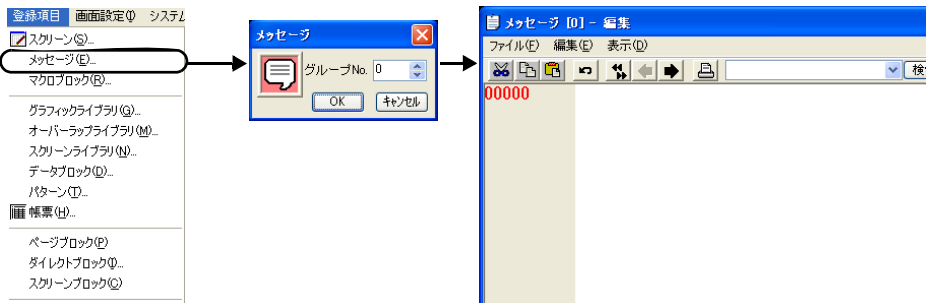 登録項目 画面設定(I) システム
スクリーン(S)...
メッセージ(E)...
マクロブロック(R)...
グラフィックライブラリ(G)...
オーバーラップライブラリ(M)...
スクリーンライブラリ(N)...
データブロック(D)...
パターン(T)...
帳票(H)...
ページブロック(P)
ダイレクトブロック(I)...
スクリーンブロック(C)
メッセージ
グループNo. 0
OK キャンセル
メッセージ [0] - 編集
ファイル(F) 編集(E) 表示(D)
検
00000